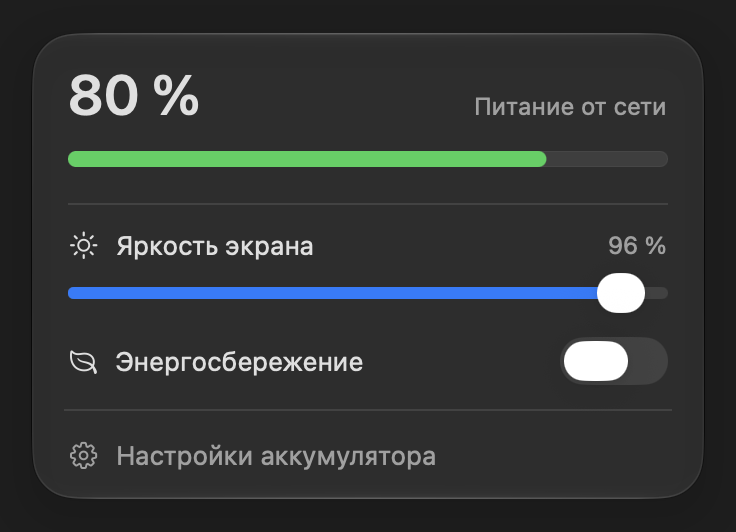 80 %
Питание от сети
Яркость экрана
96 %
Энергосбережение
Настройки аккумулятора